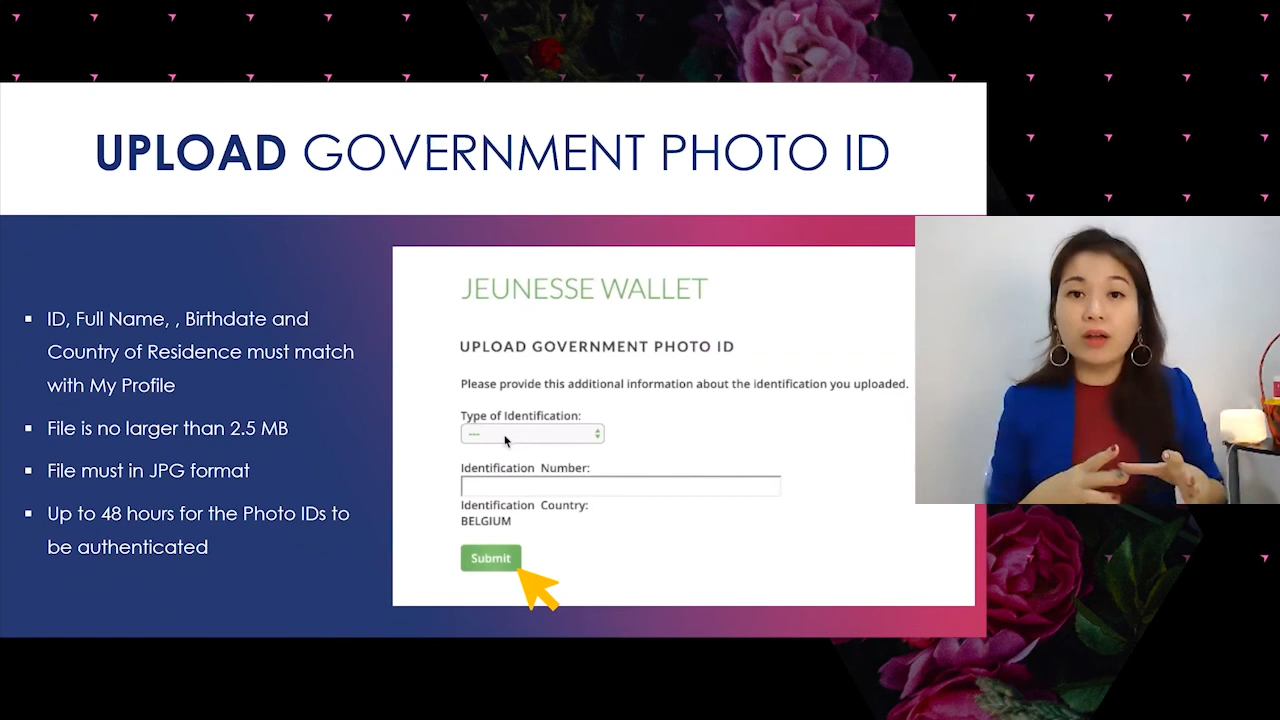 UPLOAD GOVERNMENT PHOTO ID
▪ ID, Full Name, , Birthdate and
Country of Residence must match
with My Profile
▪ File is no larger than 2.5 MB
▪ File must in JPG format
▪ Up to 48 hours for the Photo IDs to
be authenticated
JEUNESSE WALLET
UPLOAD GOVERNMENT PHOTO ID
Please provide this additional information about the identification you uploaded.
Type of Identification:
---
Identification Number:
Identification Country:
BELGIUM
Submit